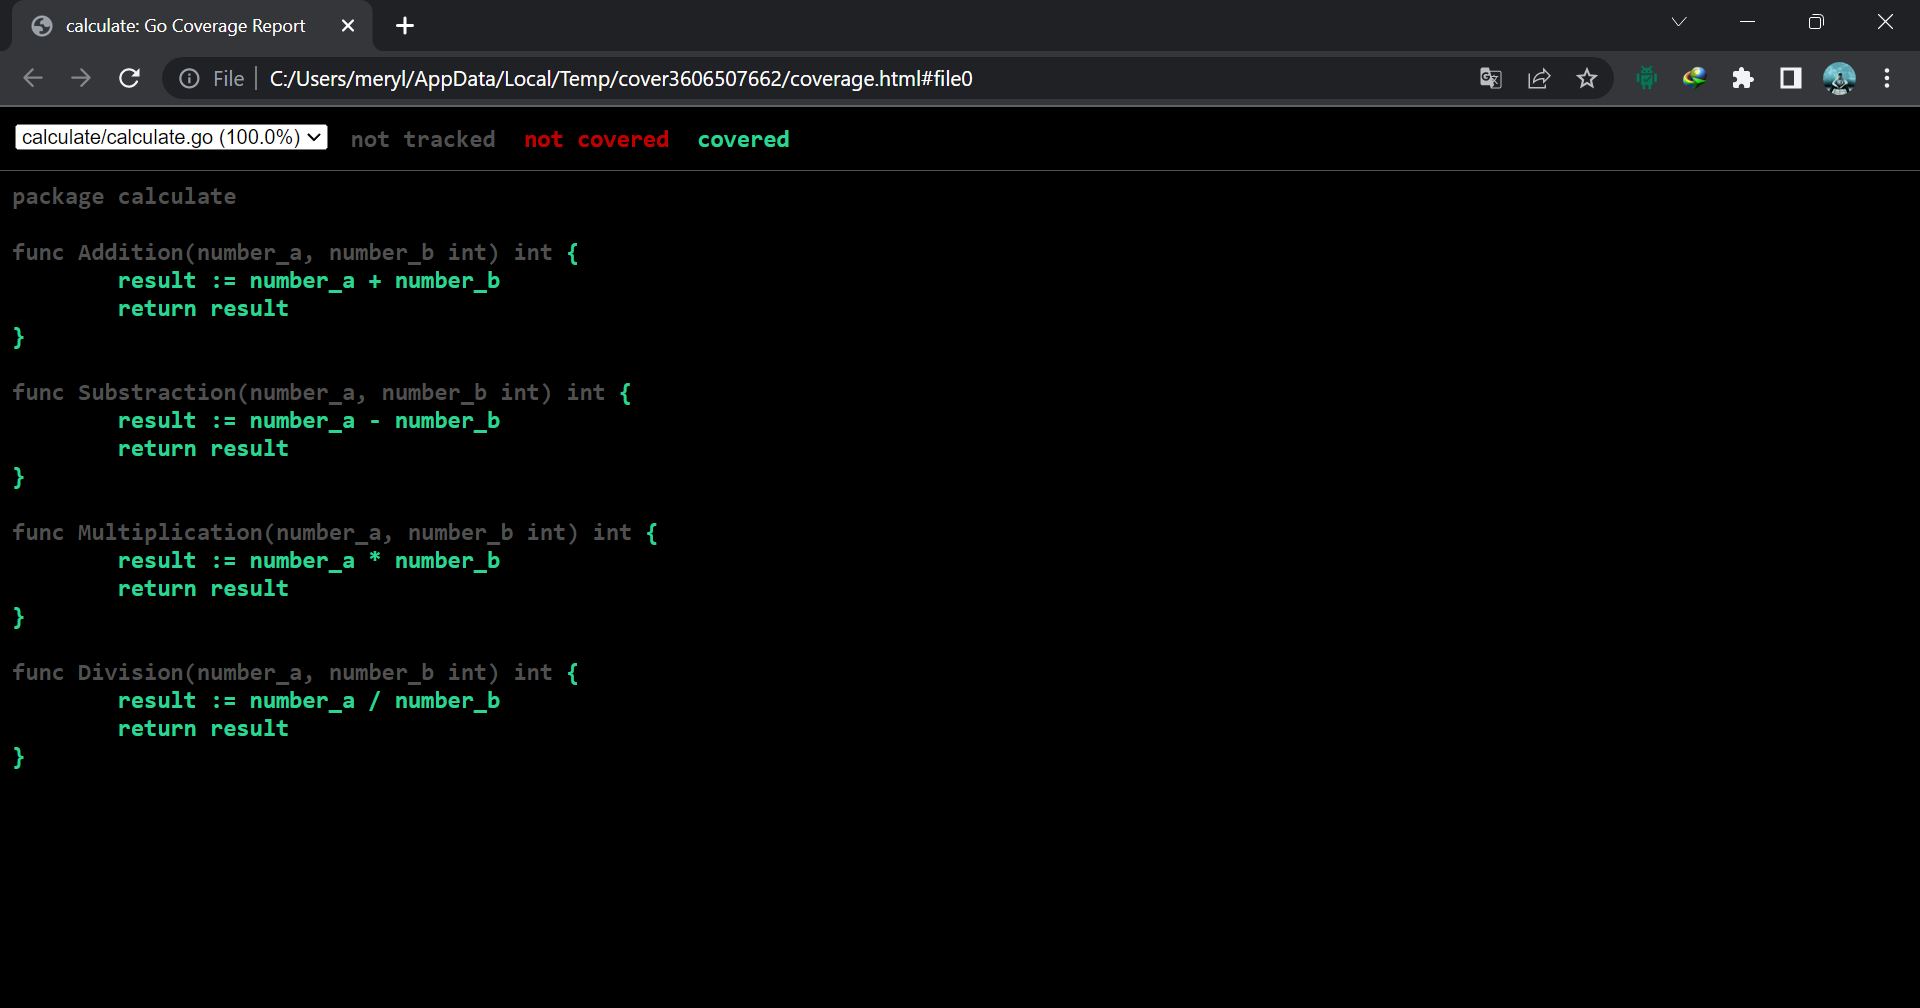 calculate: Go Coverage Report
File C:/Users/meryl/AppData/Local/Temp/cover3606507662/coverage.html#file0
calculate/calculate.go (100.0%) not tracked not covered covered
package calculate
func Addition(number_a, number_b int) int {
result := number_a + number_b
return result
}
func Substraction(number_a, number_b int) int {
result := number_a - number_b
return result
}
func Multiplication(number_a, number_b int) int {
result := number_a * number_b
return result
}
func Division(number_a, number_b int) int {
result := number_a / number_b
return result
}